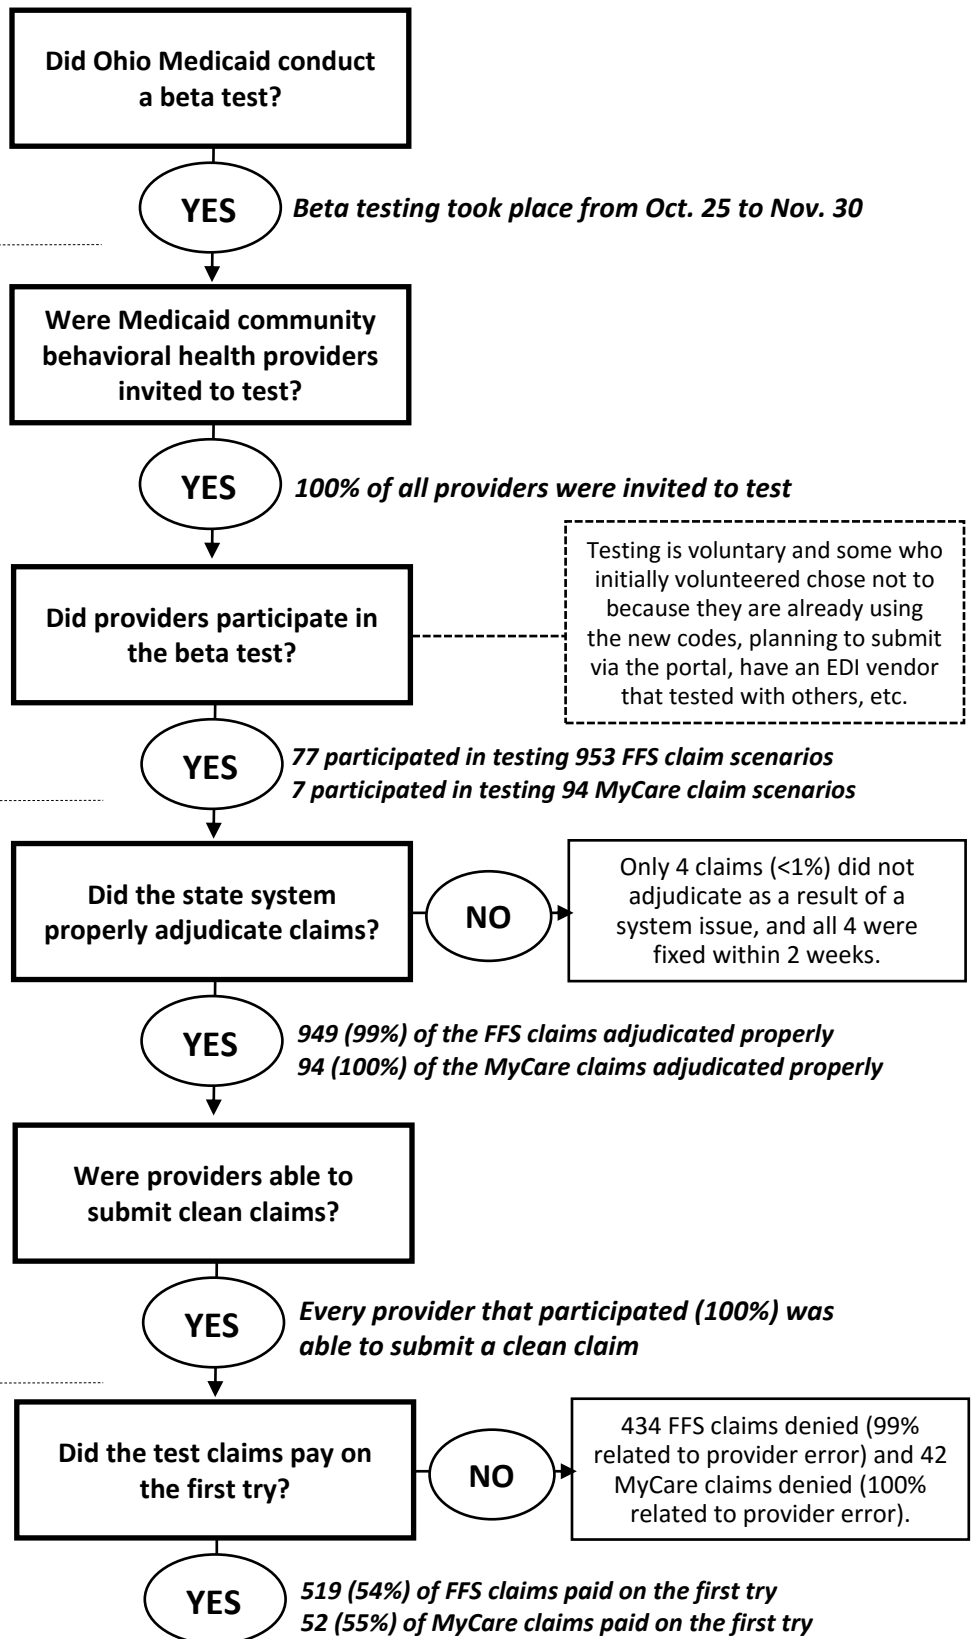 Did Ohio Medicaid conduct
a beta test?
YES
Beta testing took place from Oct. 25 to Nov. 30
Were Medicaid community
behavioral health providers
invited to test?
YES
100% of all providers were invited to test
Did providers participate in
the beta test?
Testing is voluntary and some who
initially volunteered chose not to
because they are already using
the new codes, planning to submit
via the portal, have an EDI vendor
that tested with others, etc.
YES
77 participated in testing 953 FFS claim scenarios
7 participated in testing 94 MyCare claim scenarios
Did the state system
properly adjudicate claims?
NO
Only 4 claims (<1%) did not
adjudicate as a result of a
system issue, and all 4 were
fixed within 2 weeks.
YES
949 (99%) of the FFS claims adjudicated properly
94 (100%) of the MyCare claims adjudicated properly
Were providers able to
submit clean claims?
YES
Every provider that participated (100%) was
able to submit a clean claim
Did the test claims pay on
the first try?
NO
434 FFS claims denied (99%
related to provider error) and 42
MyCare claims denied (100%
related to provider error).
YES
519 (54%) of FFS claims paid on the first try
52 (55%) of MyCare claims paid on the first try